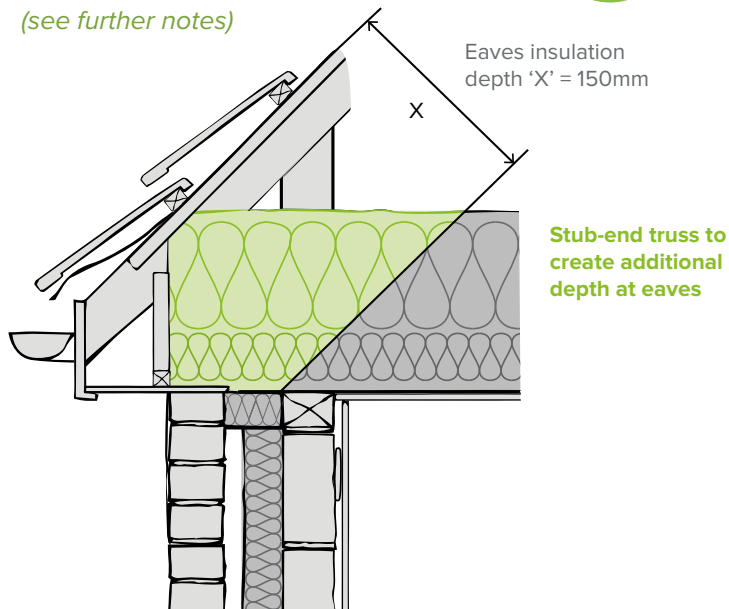 (see further notes)
Eaves insulation
depth ‘X’ = 150mm
X
Stub-end truss to
create additional
depth at eaves